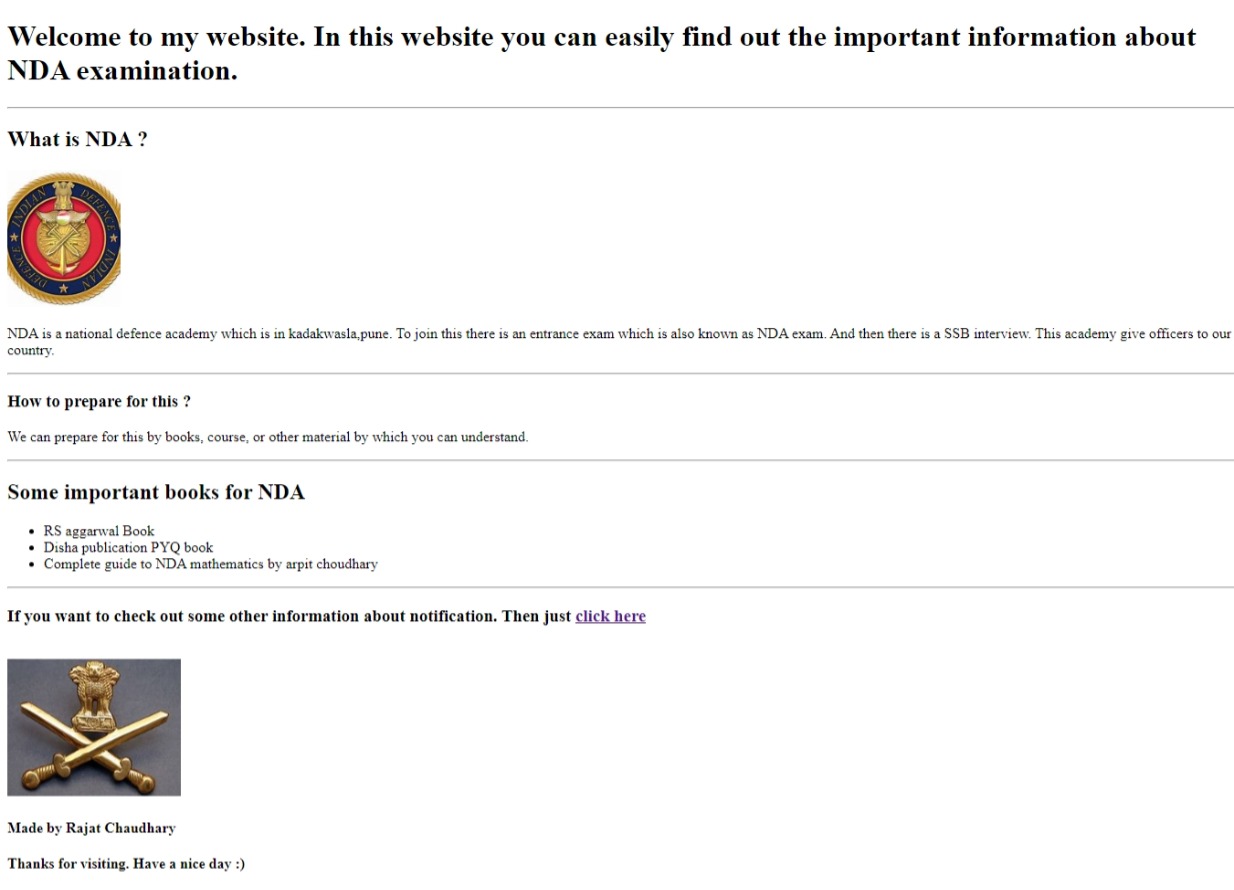 Welcome to my website. In this website you can easily find out the important information about
NDA examination.
What is NDA ?
INDIAN DEFENCE INDIAN DEFENCE
NDA is a national defence academy which is in kadakwasla,pune. To join this there is an entrance exam which is also known as NDA exam. And then there is a SSB interview. This academy give officers to our
country.
How to prepare for this ?
We can prepare for this by books, course, or other material by which you can understand.
Some important books for NDA
• RS aggarwal Book
• Disha publication PYQ book
• Complete guide to NDA mathematics by arpit choudhary
If you want to check out some other information about notification. Then just click here
Made by Rajat Chaudhary
Thanks for visiting. Have a nice day :)